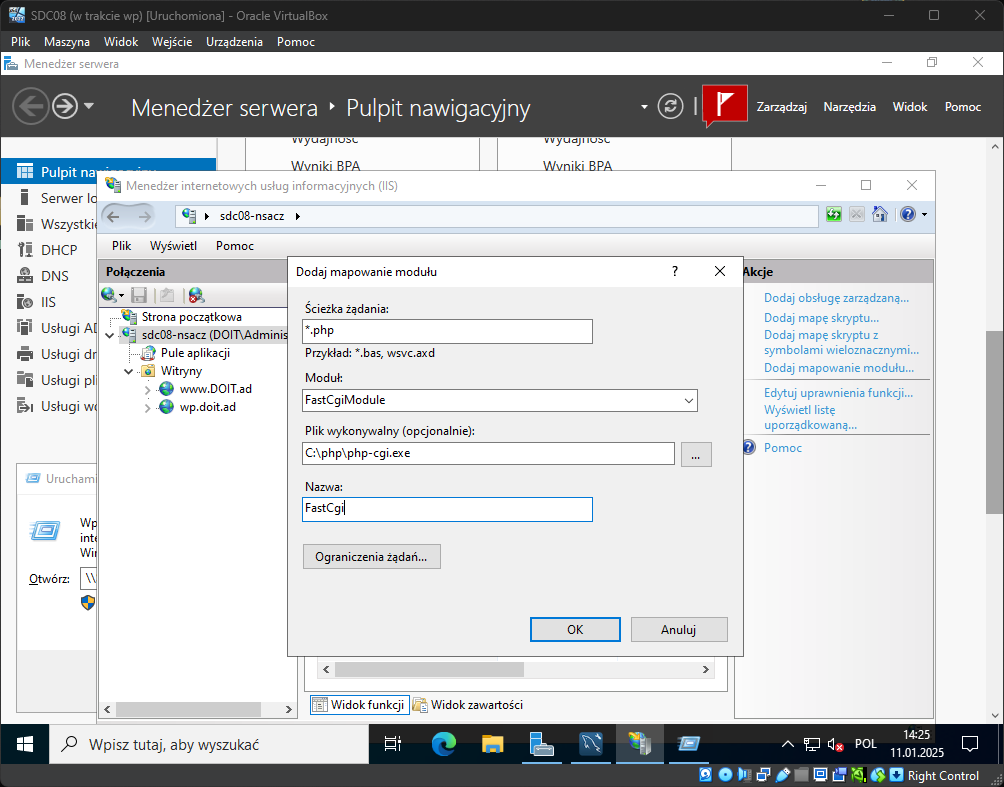 SDC08 (w trakcie wp) [Uruchomiona] - Oracle VirtualBox
Plik Maszyna Widok Wejście Urządzenia Pomoc
Menedżer serwera
Menedżer serwera Pulpit nawigacyjny
Zarządzaj Narzędzia Widok Pomoc
Wydajność Wydajność
Wyniki BPA Wyniki BPA
Pulpit nawigacyjny
Serwer lo
Wszystkie
DHCP
DNS
IIS
Usługi AD
Usługi dr
Usługi pli
Usługi wd
Menedżer internetowych usług informacyjnych (IIS)
sdc08-nsacz
Plik Wyświetl Pomoc
Połączenia
Strona początkowa
sdc08-nsacz (DOIT\Adminis
Pule aplikacji
Witryny
www.DOIT.ad
wp.doit.ad
Dodaj mapowanie modułu
?
Ścieżka żądania:
*.php
Przykład: *.bas, wsvc.axd
Moduł:
FastCgiModule
Plik wykonywalny (opcjonalnie):
C:\php\php-cgi.exe
...
Nazwa:
FastCgi
Ograniczenia żądań...
OK Anuluj
Akcje
Dodaj obsługę zarządzaną...
Dodaj mapę skryptu...
Dodaj mapę skryptu z
symbolami wieloznacznymi...
Dodaj mapowanie modułu...
Edytuj uprawnienia funkcji...
Wyświetl listę
uporządkowaną...
Pomoc
Uruchami
Wp
inte
Win
Otwórz: \\
Widok funkcji Widok zawartości
Wpisz tutaj, aby wyszukać
POL
14:25
11.01.2025
Right Control